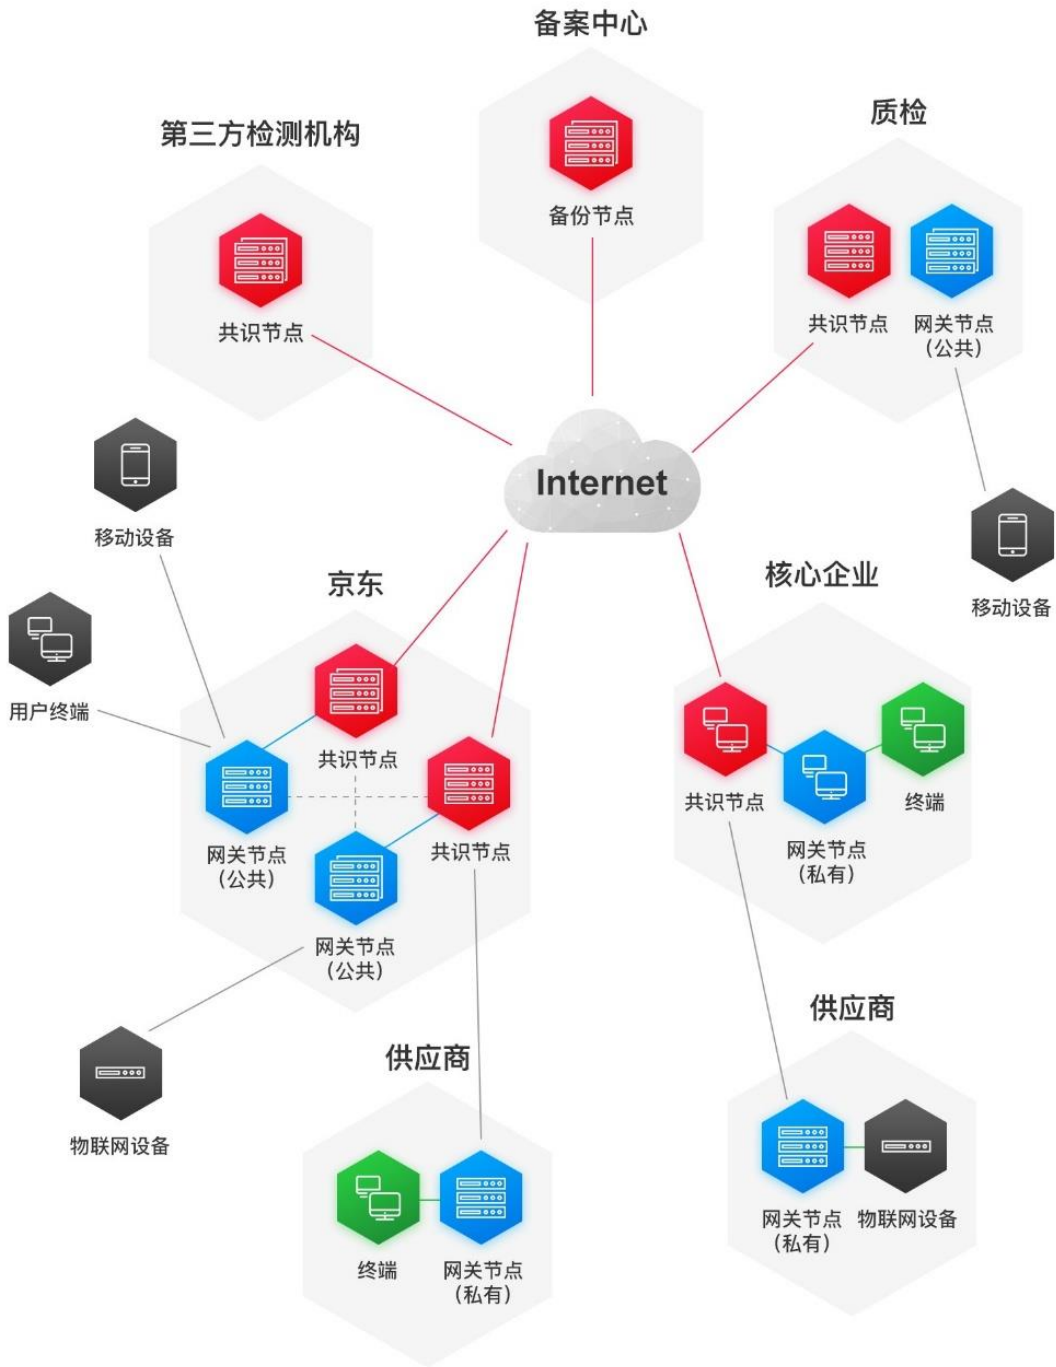 备案中心
备份节点
第三方检测机构
共识节点
质检
共识节点
网关节点
(公共)
Internet
移动设备
用户终端
移动设备
京东
共识节点
网关节点
(公共)
共识节点
网关节点
(公共)
物联网设备
核心企业
共识节点
网关节点
(私有)
终端
供应商
终端
网关节点
(私有)
供应商
网关节点
(私有)
物联网设备